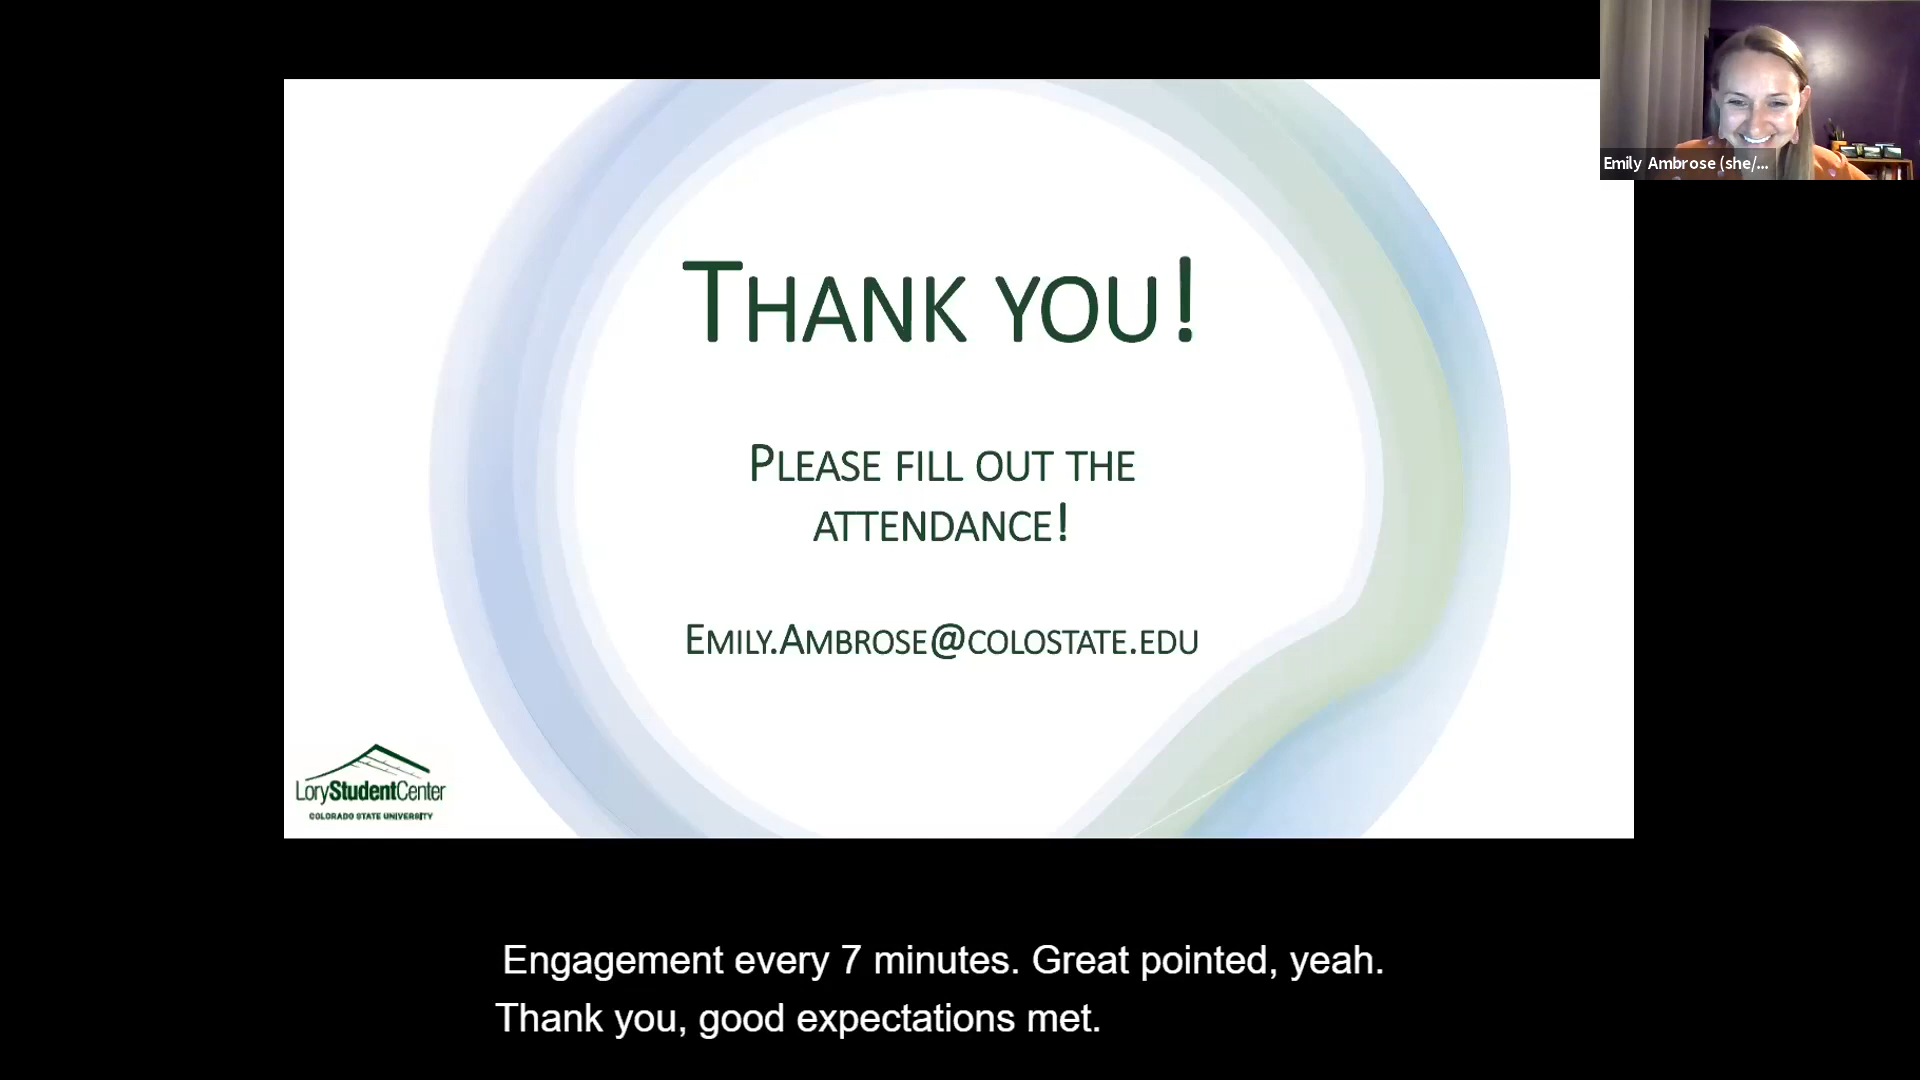 Emily Ambrose (she/...
THANK YOU!
PLEASE FILL OUT THE
ATTENDANCE!
EMILY.AMBROSE@COLOSTATE.EDU
LoryStudentCenter
COLORADO STATE UNIVERSITY
Engagement every 7 minutes. Great pointed, yeah.
Thank you, good expectations met.